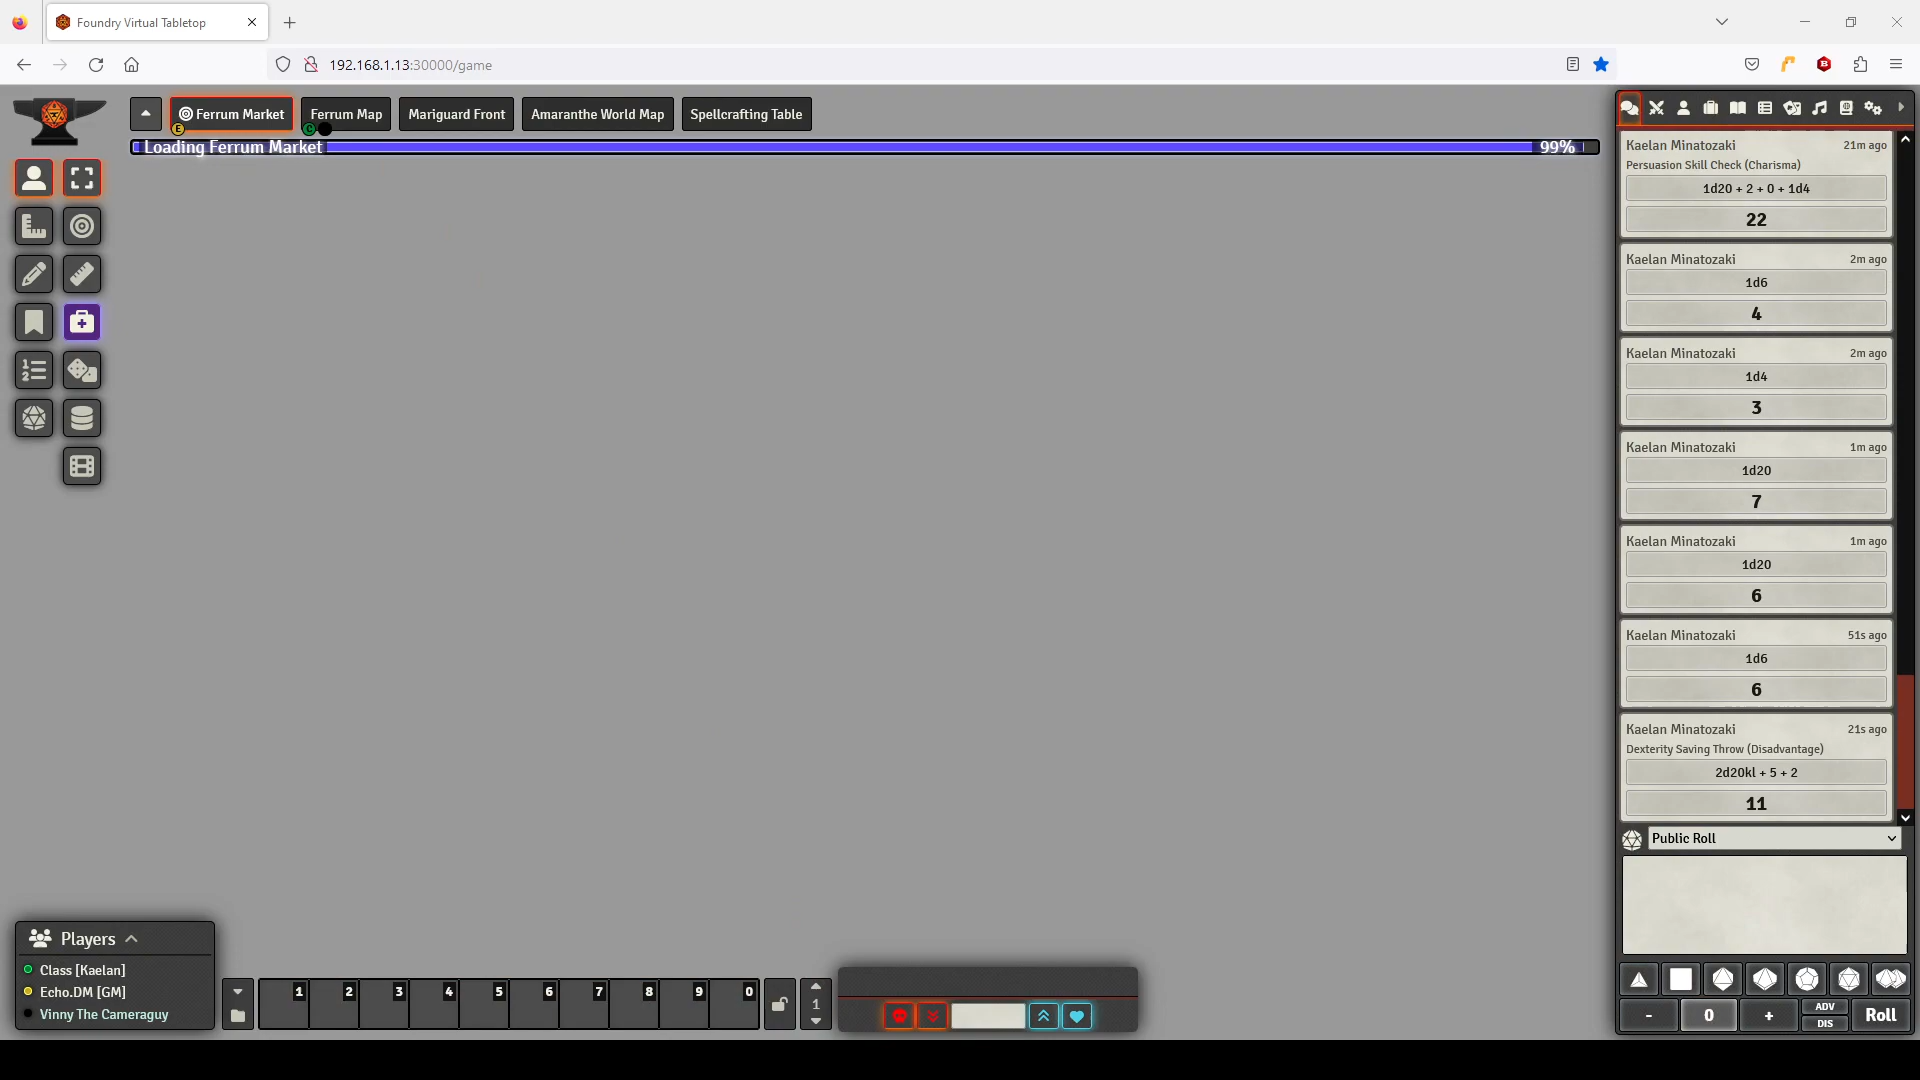 Foundry Virtual Tabletop
192.168.1.13:30000/game
Ferrum Market
Ferrum Map
Mariguard Front
Amaranthe World Map
Spellcrafting Table
E
Loading Ferrum Market
99%
Kaelan Minatozaki
21m ago
Persuasion Skill Check (Charisma)
1d20 + 2 + 0 + 1d4
22
Kaelan Minatozaki
2m ago
1d6
4
Kaelan Minatozaki
2m ago
1d4
3
Kaelan Minatozaki
1m ago
1d20
7
Kaelan Minatozaki
1m ago
1d20
6
Kaelan Minatozaki
51s ago
1d6
6
Kaelan Minatozaki
21s ago
Dexterity Saving Throw (Disadvantage)
2d20kl + 5 + 2
11
Public Roll
- 0 + ADV DIS Roll
Players
Class [Kaelan]
Echo.DM [GM]
Vinny The Cameraguy
1 2 3 4 5 6 7 8 9 0
1